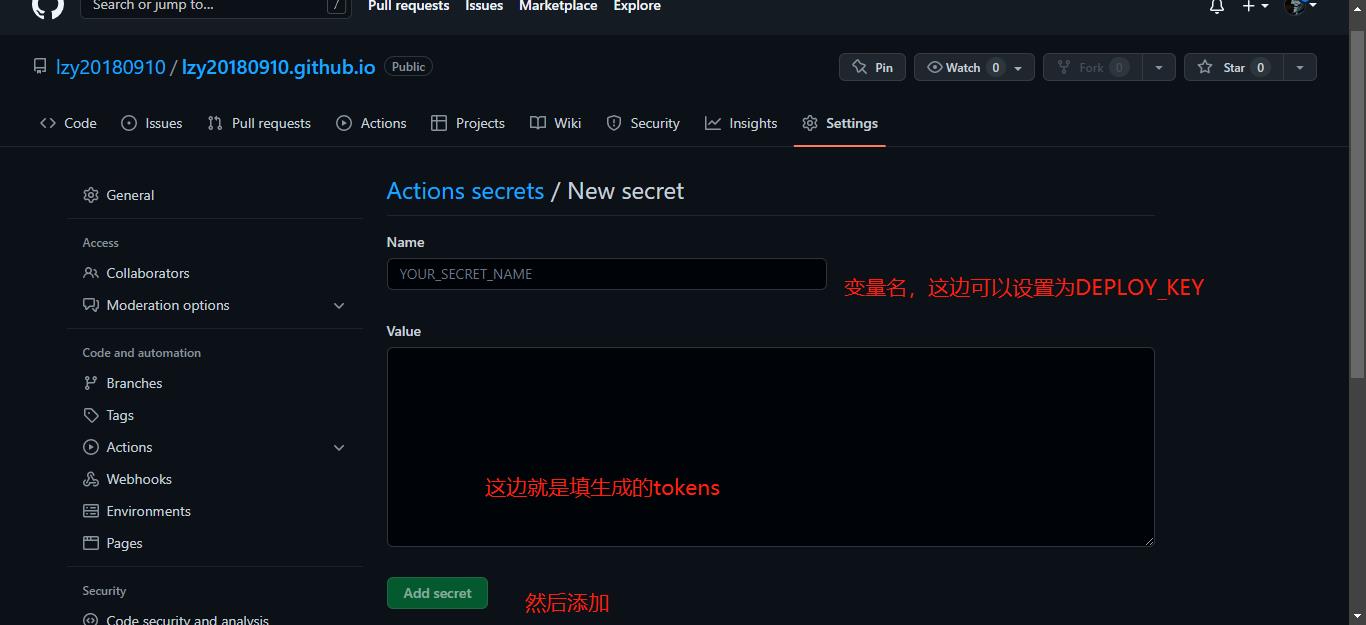 Search or jump to...
/
Pull requests
Issues
Marketplace
Explore
lzy20180910 / lzy20180910.github.io
Public
Pin
Watch 0
Fork 0
Star 0
Code
Issues
Pull requests
Actions
Projects
Wiki
Security
Insights
Settings
General
Access
Collaborators
Moderation options
Code and automation
Branches
Tags
Actions
Webhooks
Environments
Pages
Security
Code security and analysis
Actions secrets / New secret
Name
YOUR_SECRET_NAME
变量名，这边可以设置为DEPLOY_KEY
Value
这边就是填生成的tokens
Add secret
然后添加